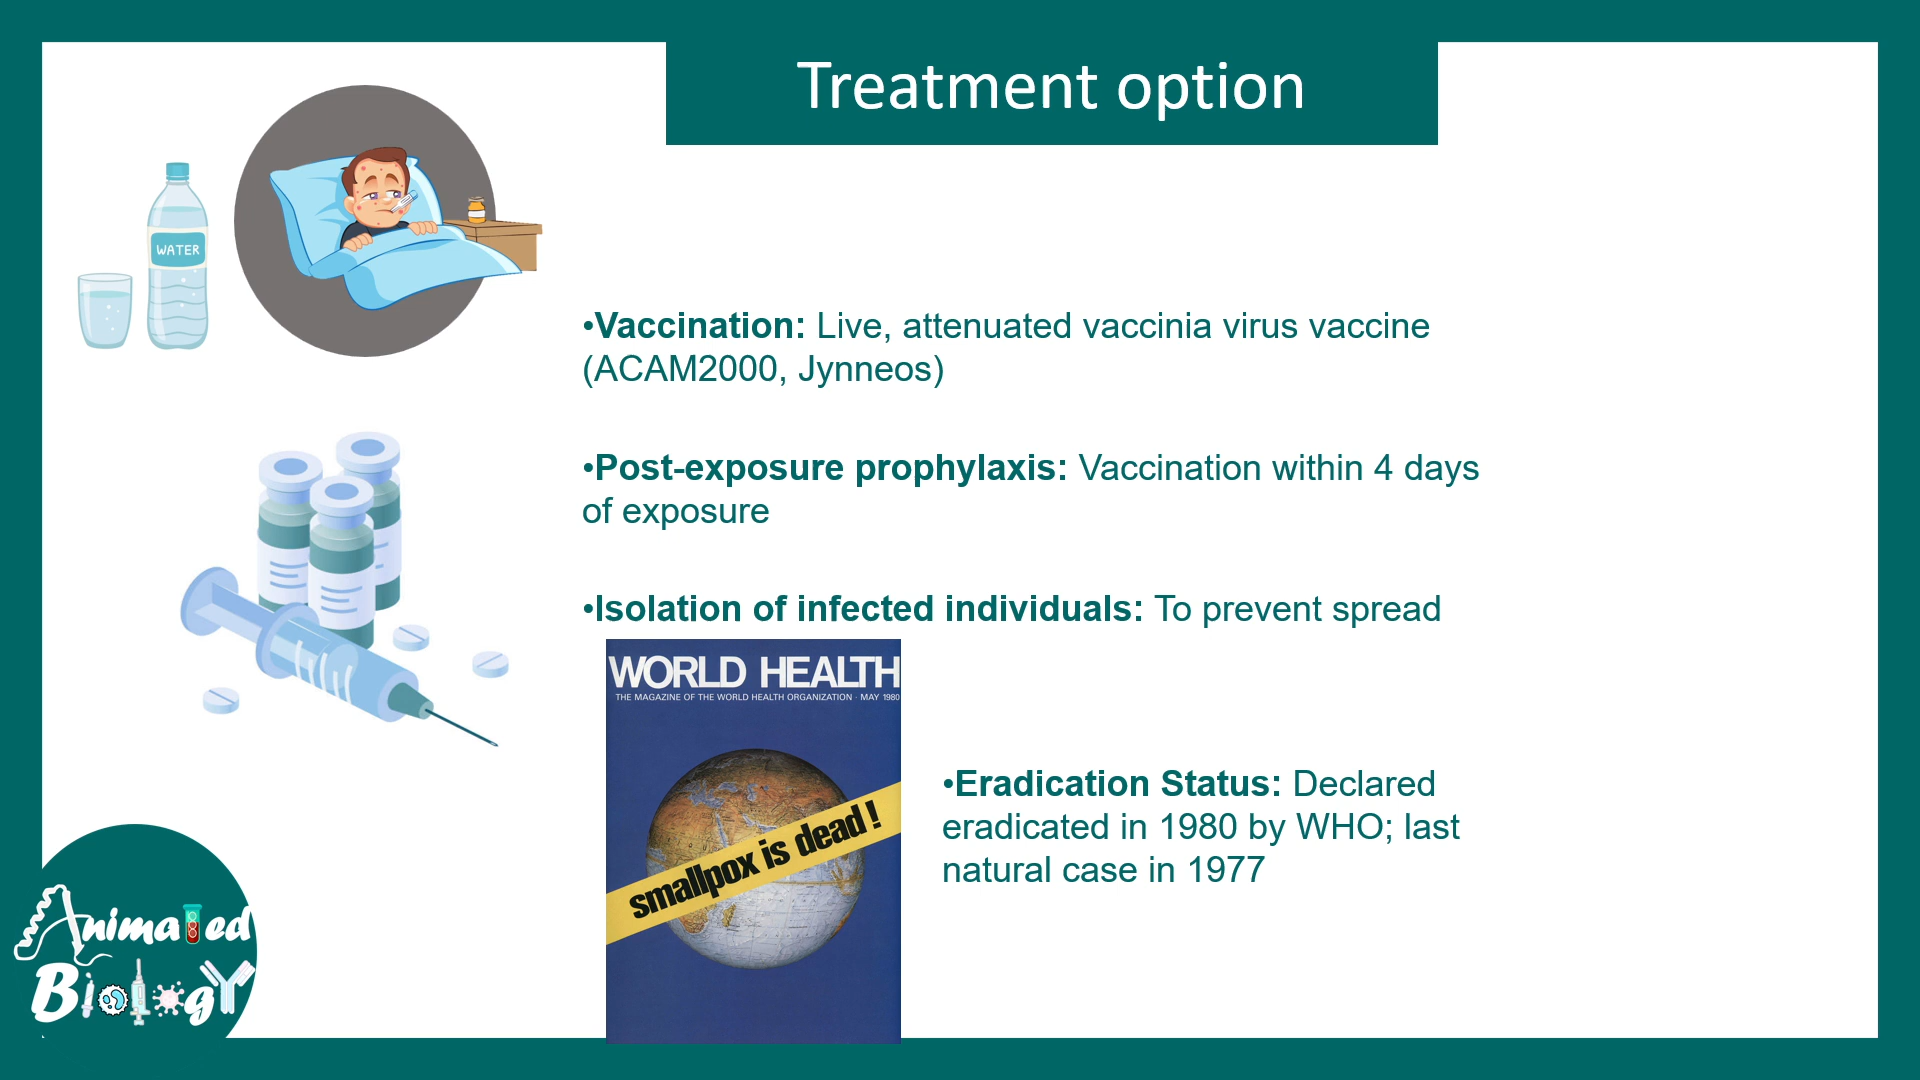 Treatment option
WATER
•Vaccination: Live, attenuated vaccinia virus vaccine
(ACAM2000, Jynneos)
•Post-exposure prophylaxis: Vaccination within 4 days
of exposure
•Isolation of infected individuals: To prevent spread
WORLD HEALTH
THE MAGAZINE OF THE WORLD HEALTH ORGANIZATION · MAY 1980
smallpox is dead!
•Eradication Status: Declared
eradicated in 1980 by WHO; last
natural case in 1977
Animated
Biology